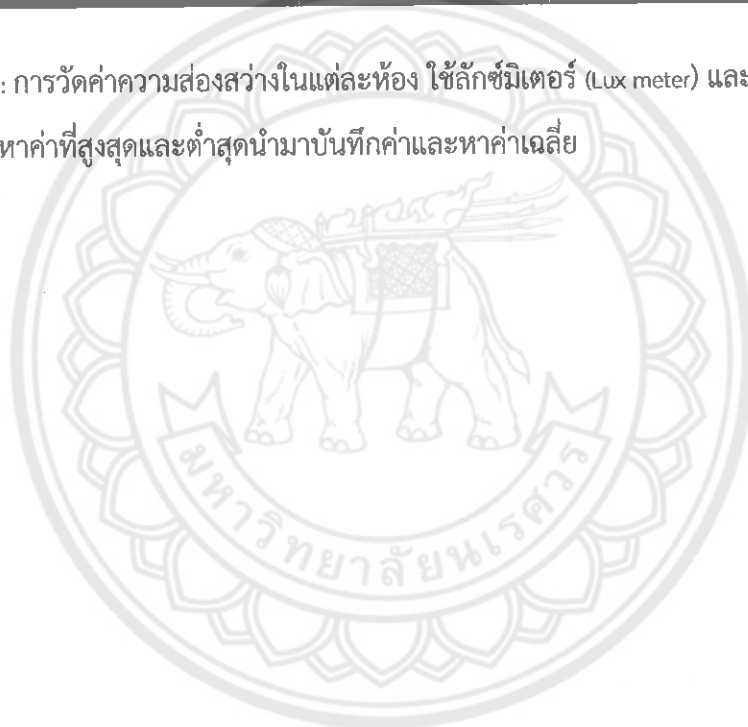 : การวัดค่าความส่องสว่างในแต่ละห้อง ใช้ลักซ์มิเตอร์ (Lux meter) และ
หาค่าที่สูงสุดและต่ำสุดนำมาบันทึกค่าและหาค่าเฉลี่ย
มหาวิทยาลัยนเรศวร